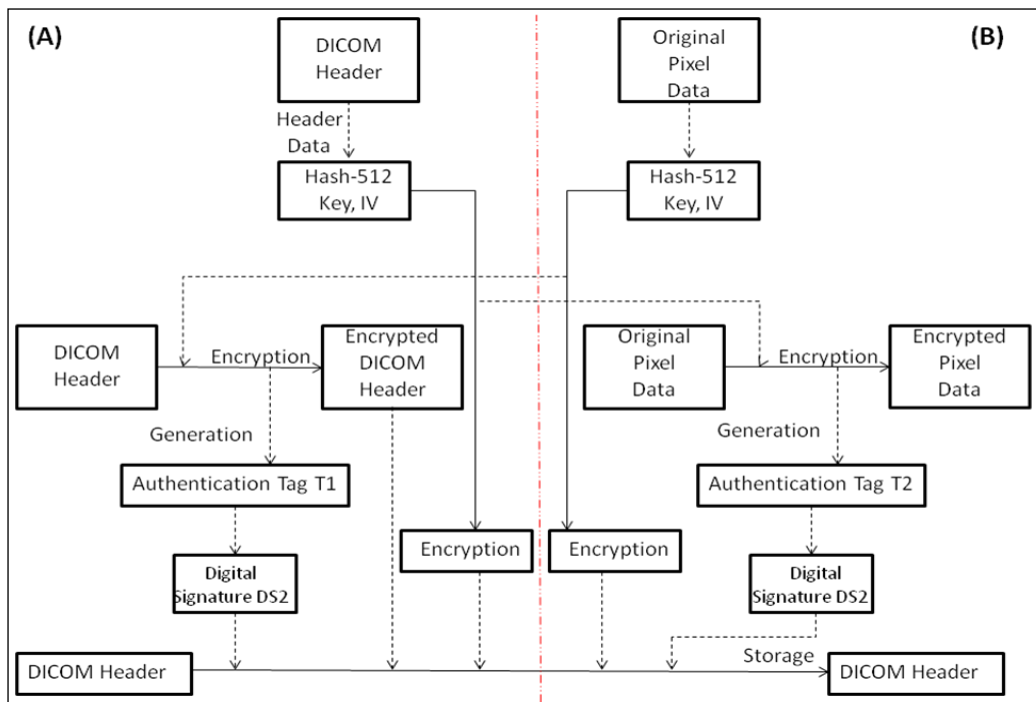 (A)
DICOM
Header
Original
Pixel
Data
(B)
Header
Data
Hash-512
Key, IV
Hash-512
Key, IV
DICOM
Header
Encryption
Encrypted
DICOM
Header
Original
Pixel
Data
Encryption
Encrypted
Pixel
Data
Generation
Generation
Authentication Tag T1
Authentication Tag T2
Encryption
Encryption
Digital
Signature DS2
Digital
Signature DS2
DICOM Header
Storage
DICOM Header